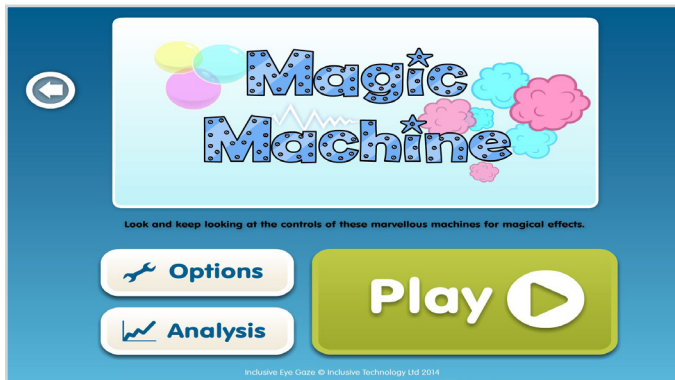 Magic
Machine
Look and keep looking at the controls of these marvellous machines for magical effects.
Options
Play
Analysis
Inclusive Eye Gaze © Inclusive Technology Ltd 2014